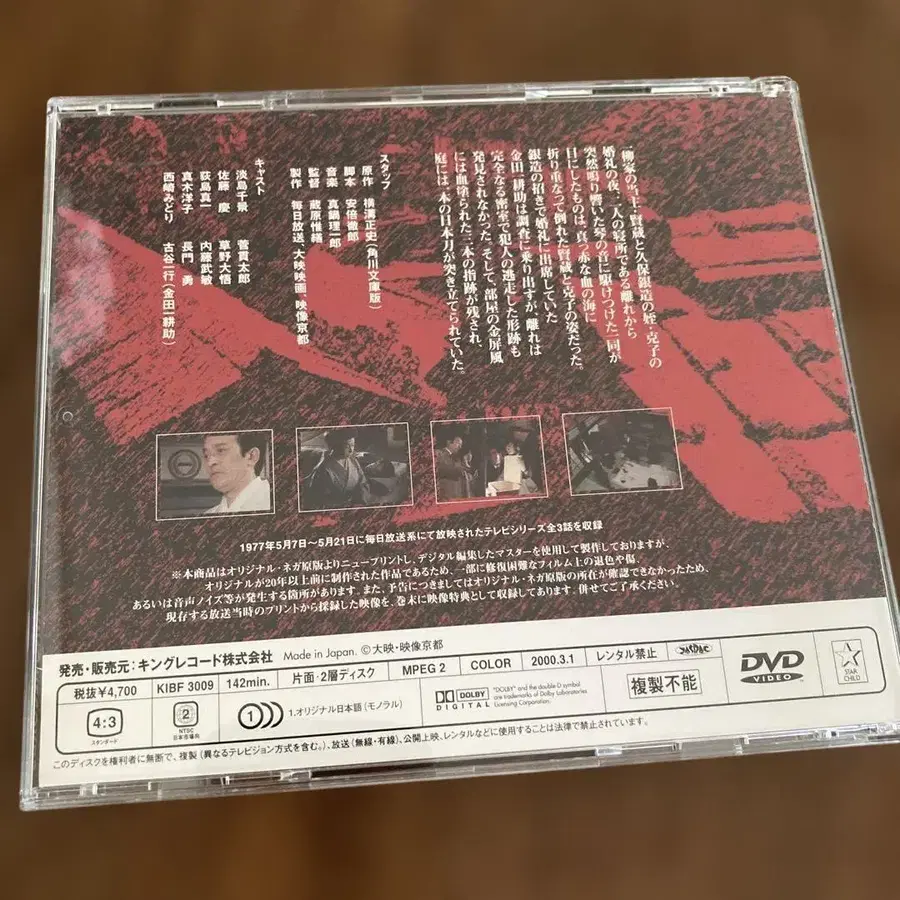 一柳家の当主・賢蔵と久保銀造の姪・克子の
婚礼の夜、二人の寝所である離れから
突然鳴り響いた琴の音に駆けつけた一同が
目にしたものは、真っ赤な血の海に
折り重なって倒れた賢蔵と克子の姿だった。
銀造の招きで婚礼に出席していた
金田一耕助は調査に乗り出すが、離れは
完全なる密室で犯人の逃走した形跡も
発見されなかった。そして、部屋の金屏風
には血塗られた三本の指跡が残され、
庭には一本の日本刀が突き立てられていた。
スタッフ
原作 横溝正史(角川文庫版)
脚本 安倍徹郎
音楽 真鍋理一郎
監督 蔵原惟繕
製作 毎日放送、大映映画、映像京都
キャスト
淡島千景 菅貫太郎
佐藤 慶 草野大悟
荻島真一 内藤武敏
真木洋子 長門 勇
西崎みどり 古谷一行(金田一耕助)
1977年5月7日〜5月21日に毎日放送系にて放映されたテレビシリーズ全3話を収録
※本商品はオリジナル・ネガ原版よりニュープリントし、デジタル編集したマスターを使用して製作しておりますが、
オリジナルが20年以上前に制作された作品であるため、一部に修復困難なフィルム上の退色や傷、
あるいは音声ノイズ等が発生する箇所があります。また、予告につきましてはオリジナル・ネガ原版の所在が確認できなかったため、
現存する放送当時のプリントから採録した映像を、巻末に映像特典として収録してあります。併せてご了承ください。
発売・販売元:キングレコード株式会社 Made in Japan. ©大映・映像京都
税抜¥4,700 KIBF 3009 142min. 片面・2層ディスク MPEG 2 COLOR 2000.3.1 レンタル禁止 JASRAC
4:3
スタンダード
2
NTSC
日本市場向
1 1.オリジナル日本語(モノラル)
DOLBY DIGITAL
"DOLBY" and the double-D symbol
are trademarks of Dolby Laboratories
Licensing Corporation.
複製不能
DVD
VIDEO
STAR
CHILD
このディスクを権利者に無断で、複製(異なるテレビジョン方式を含む。)、放送(無線・有線)、公開上映、レンタルなどに使用することは法律で禁止されています。